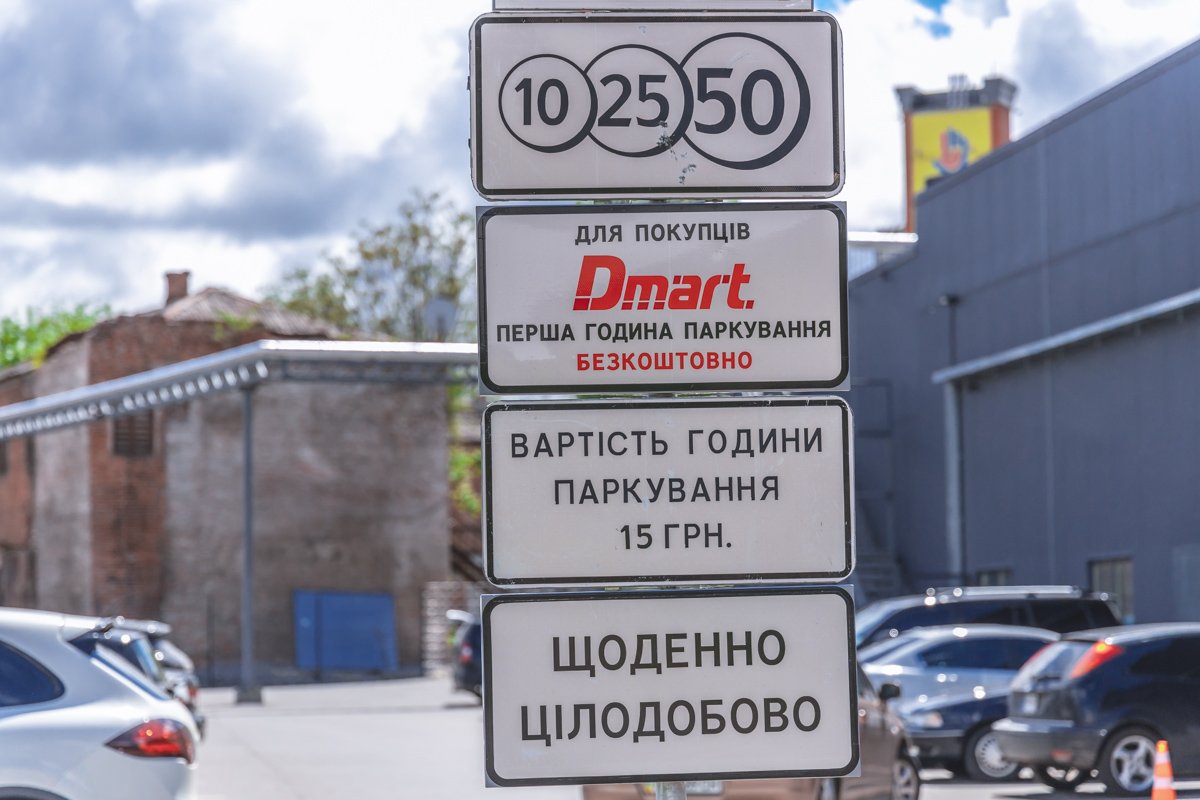 10 25 50
ДЛЯ ПОКУПЦІВ
Dmart.
ПЕРША ГОДИНА ПАРКУВАННЯ
БЕЗКОШТОВНО
ВАРТІСТЬ ГОДИНИ
ПАРКУВАННЯ
15 ГРН.
ЩОДЕННО
ЦІЛОДОБОВО